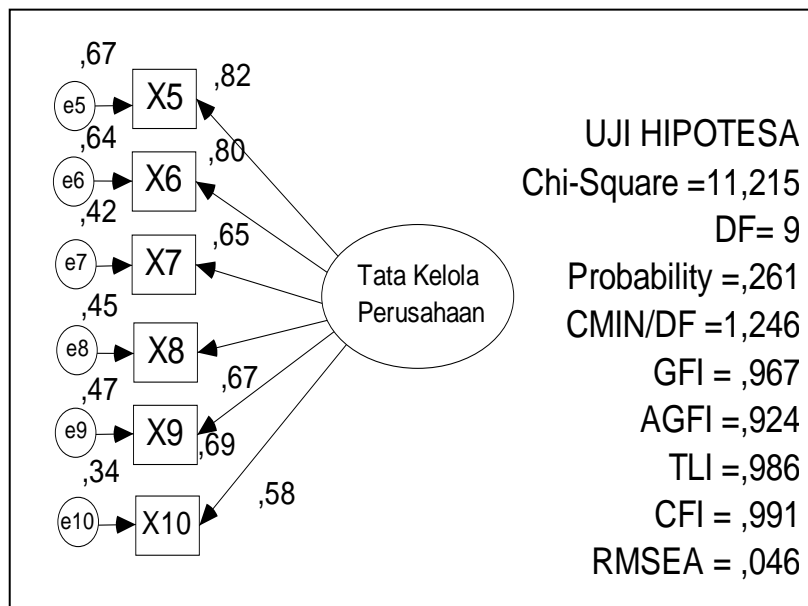 ,67
,82
e5
X5
,64
,80
e6
X6
,42
,65
e7
X7
,45
e8
X8
,67
,47
e9
X9
,69
,34
,58
e10
X10
Tata Kelola
Perusahaan
UJI HIPOTESA
Chi-Square =11,215
DF= 9
Probability =,261
CMIN/DF =1,246
GFI = ,967
AGFI =,924
TLI =,986
CFI =,991
RMSEA = ,046